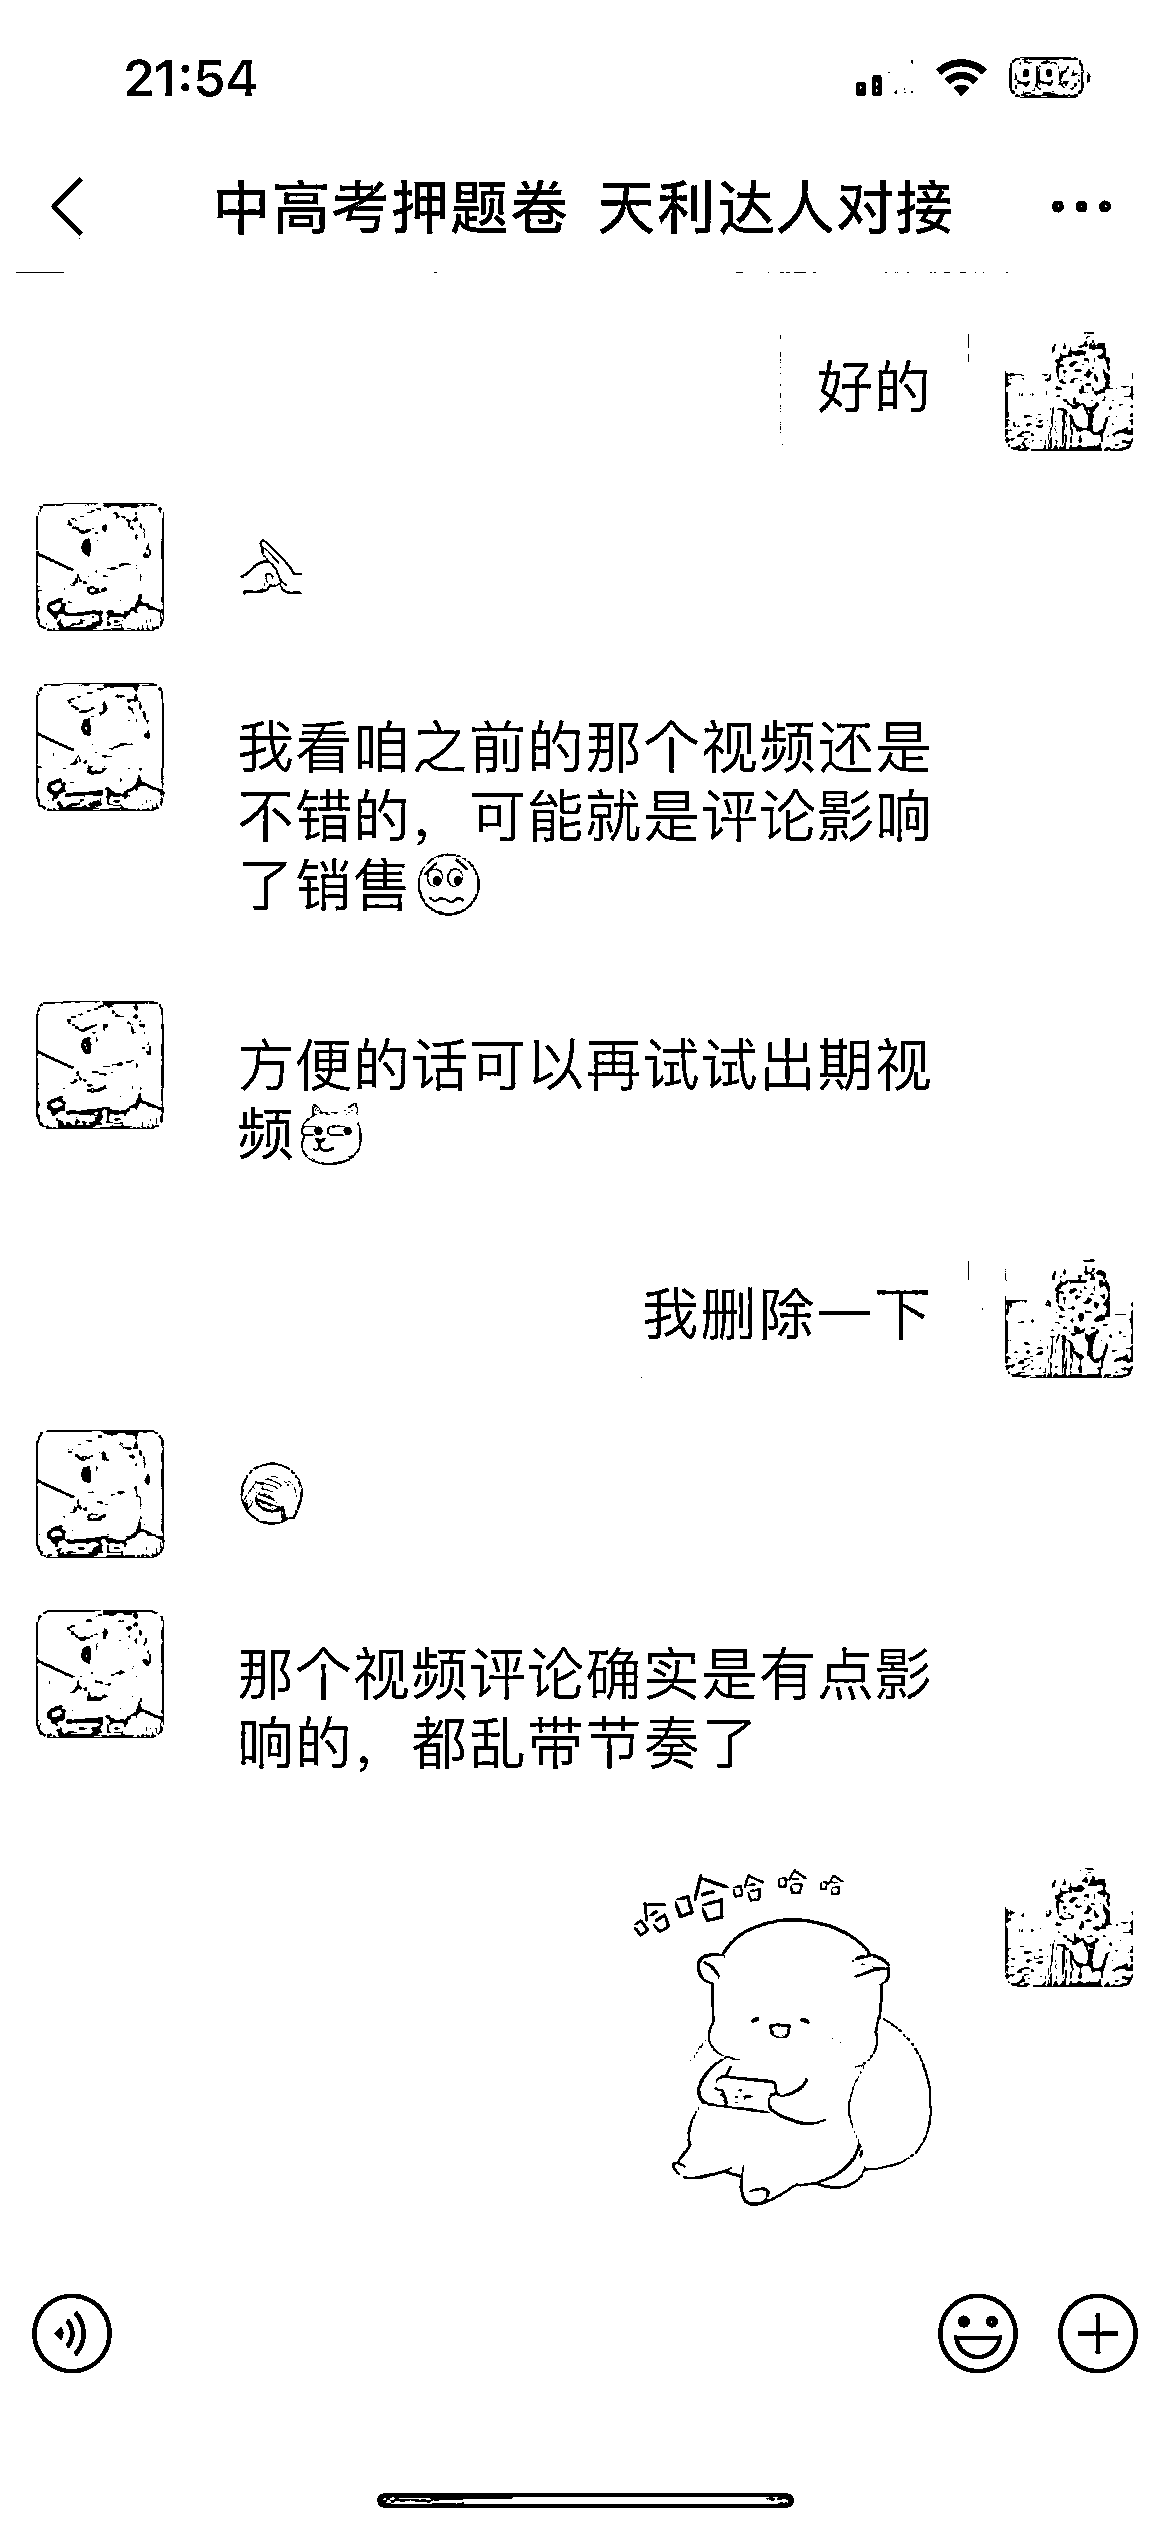 21:54
中高考押题卷 天利达人对接
好的
我看咱之前的那个视频还是
不错的，可能就是评论影响
了销售
方便的话可以再试试出期视
频
我删除一下
那个视频评论确实是有点影
响的，都乱带节奏了
哈哈哈哈哈